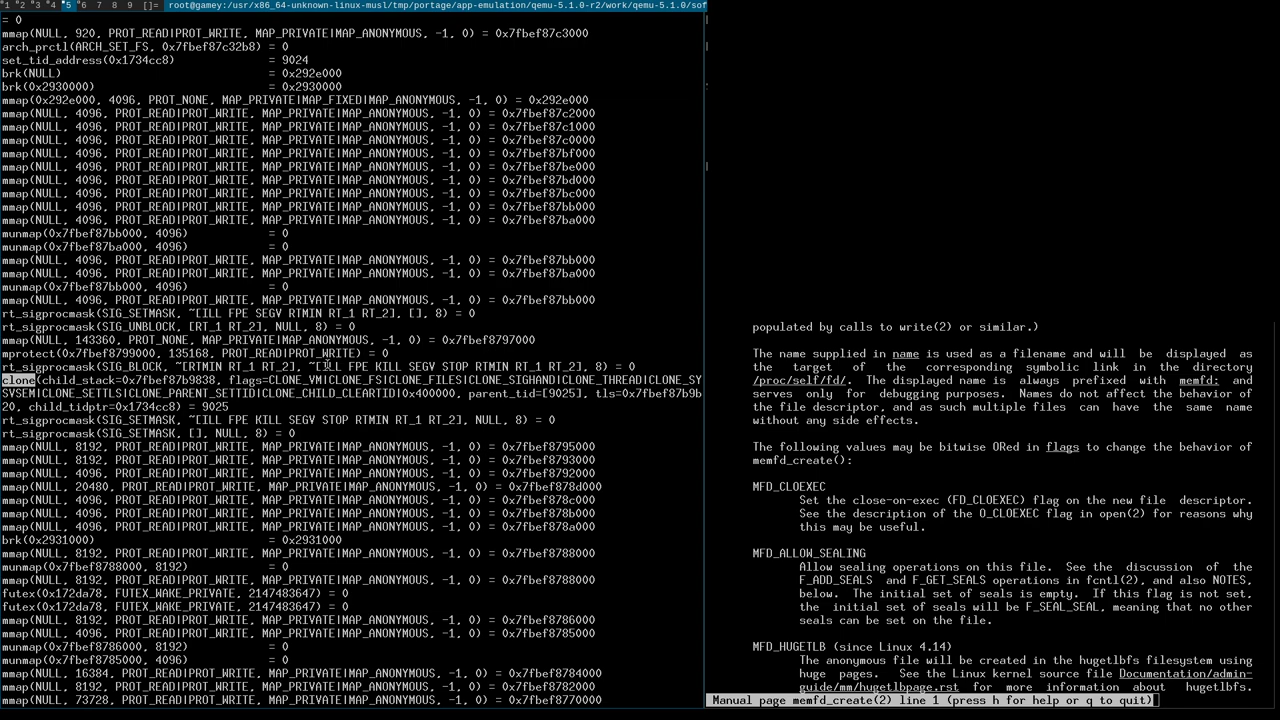 1 2 3 4 5 6 7 8 9 []= root@gamey:/usr/x86_64-unknown-linux-musl/tmp/portage/app-emulation/qemu-5.1.0-r2/work/qemu-5.1.0/sof
= 0
mmap(NULL, 920, PROT_READ|PROT_WRITE, MAP_PRIVATE|MAP_ANONYMOUS, -1, 0) = 0x7fbef87c3000
arch_prctl(ARCH_SET_FS, 0x7fbef87c32b8) = 0
set_tid_address(0x1734cc8) = 9024
brk(NULL) = 0x292e000
brk(0x2930000) = 0x2930000
mmap(0x292e000, 4096, PROT_NONE, MAP_PRIVATE|MAP_FIXED|MAP_ANONYMOUS, -1, 0) = 0x292e000
mmap(NULL, 4096, PROT_READ|PROT_WRITE, MAP_PRIVATE|MAP_ANONYMOUS, -1, 0) = 0x7fbef87c2000
mmap(NULL, 4096, PROT_READ|PROT_WRITE, MAP_PRIVATE|MAP_ANONYMOUS, -1, 0) = 0x7fbef87c1000
mmap(NULL, 4096, PROT_READ|PROT_WRITE, MAP_PRIVATE|MAP_ANONYMOUS, -1, 0) = 0x7fbef87c0000
mmap(NULL, 4096, PROT_READ|PROT_WRITE, MAP_PRIVATE|MAP_ANONYMOUS, -1, 0) = 0x7fbef87bf000
mmap(NULL, 4096, PROT_READ|PROT_WRITE, MAP_PRIVATE|MAP_ANONYMOUS, -1, 0) = 0x7fbef87be000
mmap(NULL, 4096, PROT_READ|PROT_WRITE, MAP_PRIVATE|MAP_ANONYMOUS, -1, 0) = 0x7fbef87bd000
mmap(NULL, 4096, PROT_READ|PROT_WRITE, MAP_PRIVATE|MAP_ANONYMOUS, -1, 0) = 0x7fbef87bc000
mmap(NULL, 4096, PROT_READ|PROT_WRITE, MAP_PRIVATE|MAP_ANONYMOUS, -1, 0) = 0x7fbef87bb000
mmap(NULL, 4096, PROT_READ|PROT_WRITE, MAP_PRIVATE|MAP_ANONYMOUS, -1, 0) = 0x7fbef87ba000
munmap(0x7fbef87bb000, 4096) = 0
munmap(0x7fbef87ba000, 4096) = 0
mmap(NULL, 4096, PROT_READ|PROT_WRITE, MAP_PRIVATE|MAP_ANONYMOUS, -1, 0) = 0x7fbef87bb000
mmap(NULL, 4096, PROT_READ|PROT_WRITE, MAP_PRIVATE|MAP_ANONYMOUS, -1, 0) = 0x7fbef87ba000
munmap(0x7fbef87bb000, 4096) = 0
mmap(NULL, 4096, PROT_READ|PROT_WRITE, MAP_PRIVATE|MAP_ANONYMOUS, -1, 0) = 0x7fbef87bb000
rt_sigprocmask(SIG_SETMASK, ~[ILL FPE SEGV RTMIN RT_1 RT_2], [], 8) = 0
rt_sigprocmask(SIG_UNBLOCK, [RT_1 RT_2], NULL, 8) = 0
mmap(NULL, 143360, PROT_NONE, MAP_PRIVATE|MAP_ANONYMOUS, -1, 0) = 0x7fbef8797000
mprotect(0x7fbef8799000, 135168, PROT_READ|PROT_WRITE) = 0
rt_sigprocmask(SIG_BLOCK, ~[RTMIN RT_1 RT_2], ~[ILL FPE KILL SEGV STOP RTMIN RT_1 RT_2], 8) = 0
clone(child_stack=0x7fbef87b9838, flags=CLONE_VM|CLONE_FS|CLONE_FILES|CLONE_SIGHAND|CLONE_THREAD|CLONE_SY
SVSEM|CLONE_SETTLS|CLONE_PARENT_SETTID|CLONE_CHILD_CLEARTID|0x400000, parent_tid=[9025], tls=0x7fbef87b9b
20, child_tidptr=0x1734cc8) = 9025
rt_sigprocmask(SIG_SETMASK, ~[ILL FPE KILL SEGV STOP RTMIN RT_1 RT_2], NULL, 8) = 0
rt_sigprocmask(SIG_SETMASK, [], NULL, 8) = 0
mmap(NULL, 8192, PROT_READ|PROT_WRITE, MAP_PRIVATE|MAP_ANONYMOUS, -1, 0) = 0x7fbef8795000
mmap(NULL, 8192, PROT_READ|PROT_WRITE, MAP_PRIVATE|MAP_ANONYMOUS, -1, 0) = 0x7fbef8793000
mmap(NULL, 4096, PROT_READ|PROT_WRITE, MAP_PRIVATE|MAP_ANONYMOUS, -1, 0) = 0x7fbef8792000
mmap(NULL, 20480, PROT_READ|PROT_WRITE, MAP_PRIVATE|MAP_ANONYMOUS, -1, 0) = 0x7fbef878d000
mmap(NULL, 4096, PROT_READ|PROT_WRITE, MAP_PRIVATE|MAP_ANONYMOUS, -1, 0) = 0x7fbef878c000
mmap(NULL, 4096, PROT_READ|PROT_WRITE, MAP_PRIVATE|MAP_ANONYMOUS, -1, 0) = 0x7fbef878b000
mmap(NULL, 4096, PROT_READ|PROT_WRITE, MAP_PRIVATE|MAP_ANONYMOUS, -1, 0) = 0x7fbef878a000
brk(0x2931000) = 0x2931000
mmap(NULL, 8192, PROT_READ|PROT_WRITE, MAP_PRIVATE|MAP_ANONYMOUS, -1, 0) = 0x7fbef8788000
munmap(0x7fbef8788000, 8192) = 0
mmap(NULL, 8192, PROT_READ|PROT_WRITE, MAP_PRIVATE|MAP_ANONYMOUS, -1, 0) = 0x7fbef8788000
futex(0x172da78, FUTEX_WAKE_PRIVATE, 2147483647) = 0
futex(0x172da78, FUTEX_WAKE_PRIVATE, 2147483647) = 0
mmap(NULL, 8192, PROT_READ|PROT_WRITE, MAP_PRIVATE|MAP_ANONYMOUS, -1, 0) = 0x7fbef8786000
mmap(NULL, 4096, PROT_READ|PROT_WRITE, MAP_PRIVATE|MAP_ANONYMOUS, -1, 0) = 0x7fbef8785000
munmap(0x7fbef8786000, 8192) = 0
munmap(0x7fbef8785000, 4096) = 0
mmap(NULL, 16384, PROT_READ|PROT_WRITE, MAP_PRIVATE|MAP_ANONYMOUS, -1, 0) = 0x7fbef8784000
mmap(NULL, 8192, PROT_READ|PROT_WRITE, MAP_PRIVATE|MAP_ANONYMOUS, -1, 0) = 0x7fbef8782000
mmap(NULL, 73728, PROT_READ|PROT_WRITE, MAP_PRIVATE|MAP_ANONYMOUS, -1, 0) = 0x7fbef8770000
populated by calls to write(2) or similar.)
The name supplied in name is used as a filename and will be displayed as
the target of the corresponding symbolic link in the directory
/proc/self/fd/. The displayed name is always prefixed with memfd: and
serves only for debugging purposes. Names do not affect the behavior of
the file descriptor, and as such multiple files can have the same name
without any side effects.
The following values may be bitwise ORed in flags to change the behavior of
memfd_create():
MFD_CLOEXEC
Set the close-on-exec (FD_CLOEXEC) flag on the new file descriptor.
See the description of the O_CLOEXEC flag in open(2) for reasons why
this may be useful.
MFD_ALLOW_SEALING
Allow sealing operations on this file. See the discussion of the
F_ADD_SEALS and F_GET_SEALS operations in fcntl(2), and also NOTES,
below. The initial set of seals is empty. If this flag is not set,
the initial set of seals will be F_SEAL_SEAL, meaning that no other
seals can be set on the file.
MFD_HUGETLB (since Linux 4.14)
The anonymous file will be created in the hugetlbfs filesystem using
huge pages. See the Linux kernel source file Documentation/admin-
guide/mm/hugetlbpage.rst for more information about hugetlbfs.
Manual page memfd_create(2) line 1 (press h for help or q to quit)